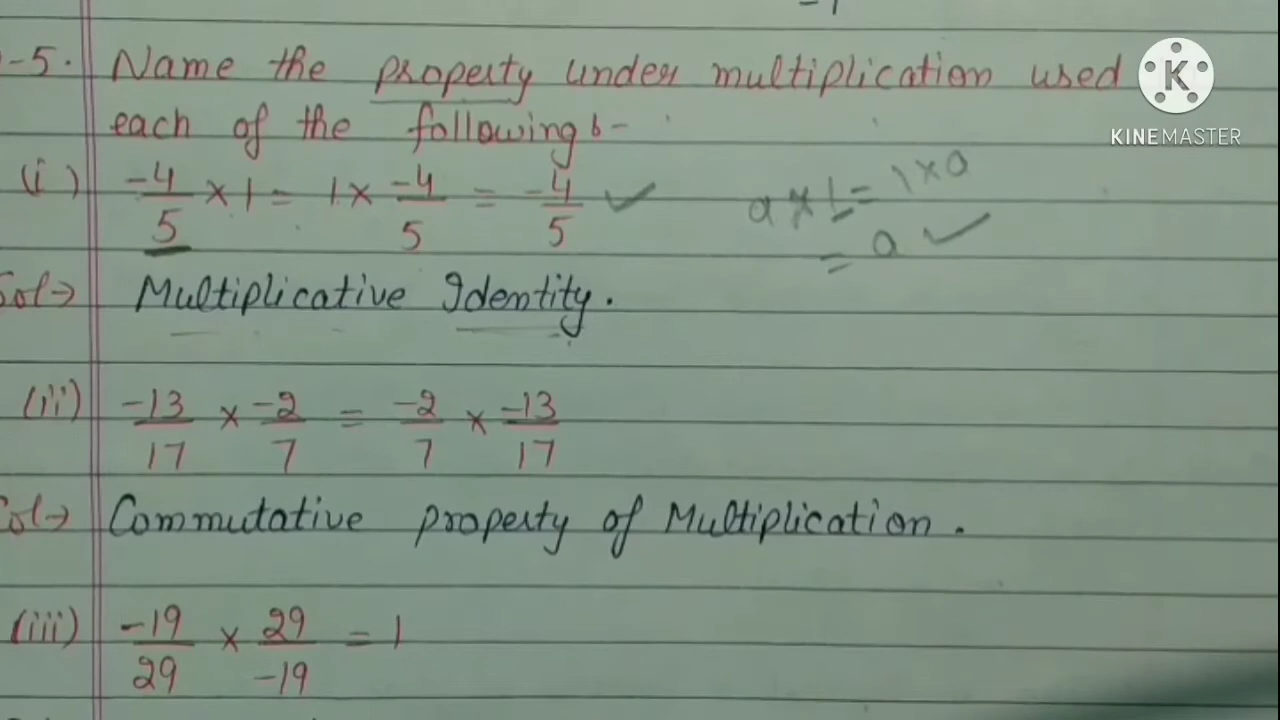 -5. Name the property under multiplication used
each of the following :-
(i) -4/5 × 1 = 1 × -4/5 = -4/5 ✓
a × 1 = 1 × a
= a ✓
Sol→ Multiplicative Identity.
(ii) -13/17 × -2/7 = -2/7 × -13/17
Sol→ Commutative property of Multiplication.
(iii) -19/29 × 29/-19 = 1
K
KINEMASTER